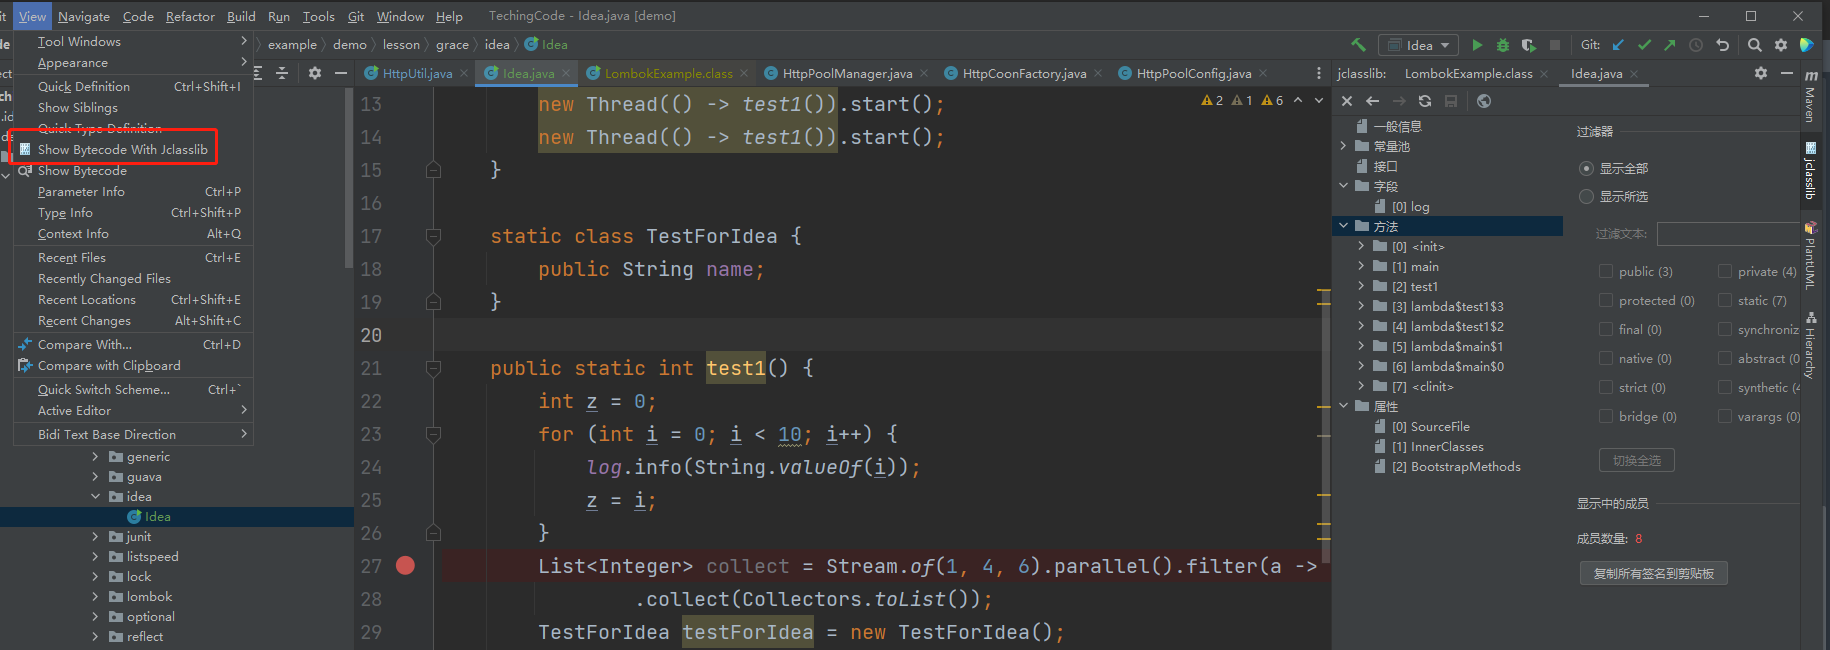 it View Navigate Code Refactor Build Run Tools Git Window Help TechingCode - Idea.java [demo]
de example demo lesson grace idea Idea
Idea Git:
Tool Windows
Appearance
Quick Definition Ctrl+Shift+I
Show Siblings
Quick Type Definition
Show Bytecode With Jclasslib
Show Bytecode
Parameter Info Ctrl+P
Type Info Ctrl+Shift+P
Context Info Alt+Q
Recent Files Ctrl+E
Recently Changed Files
Recent Locations Ctrl+Shift+E
Recent Changes Alt+Shift+C
Compare With... Ctrl+D
Compare with Clipboard
Quick Switch Scheme... Ctrl+`
Active Editor
Bidi Text Base Direction
generic
guava
idea
Idea
junit
listspeed
lock
lombok
optional
reflect
HttpUtil.java Idea.java LombokExample.class HttpPoolManager.java HttpCoonFactory.java HttpPoolConfig.java
2 1 6
13 new Thread(() -> test1()).start();
14 new Thread(() -> test1()).start();
15 }
16
17 static class TestForIdea {
18 public String name;
19 }
20
21 public static int test1() {
22 int z = 0;
23 for (int i = 0; i < 10; i++) {
24 log.info(String.valueOf(i));
25 z = i;
26 }
27 List<Integer> collect = Stream.of(1, 4, 6).parallel().filter(a ->
28 .collect(Collectors.toList());
29 TestForIdea testForIdea = new TestForIdea();
jclasslib: LombokExample.class Idea.java
一般信息
常量池
接口
字段
[0] log
方法
[0] <init>
[1] main
[2] test1
[3] lambda$test1$3
[4] lambda$test1$2
[5] lambda$main$1
[6] lambda$main$0
[7] <clinit>
属性
[0] SourceFile
[1] InnerClasses
[2] BootstrapMethods
过滤器
显示全部
显示所选
过滤文本:
public (3) private (4)
protected (0) static (7)
final (0) synchroniz
native (0) abstract (0
strict (0) synthetic (4
bridge (0) varargs (0)
切换全选
显示中的成员
成员数量: 8
复制所有签名到剪贴板
Maven
jclasslib
PlantUML
Hierarchy